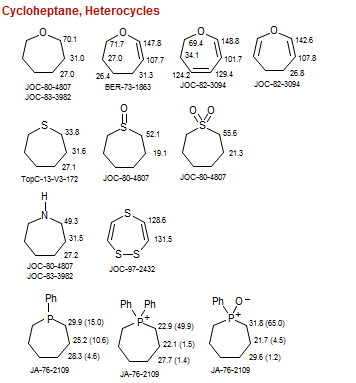 Cycloheptane, Heterocycles
O O O O
70.1 71.7 147.8 69.4 148.8 142.6
31.0 27.0 107.7 34.1 101.7 107.8
27.0 26.4 31.3 124.2 129.4 26.8
JOC-80-4807 BER-73-1863 JOC-82-3094 JOC-82-3094
JOC-83-3982
O O O
S S S
33.8 52.1 55.6
31.6 19.1 21.3
27.1
TopC-13-V3-172 JOC-80-4807 JOC-80-4807
H
N S
49.3 128.6
31.5 131.5
27.2 S-S
JOC-80-4807 JOC-97-2432
JOC-83-3982
Ph Ph Ph Ph O-
P P+ P+
29.9 (15.0) 22.9 (49.9) 31.8 (65.0)
25.2 (10.6) 22.1 (1.5) 21.7 (4.5)
28.3 (4.6) 27.7 (1.4) 29.6 (1.2)
JA-76-2109 JA-76-2109 JA-76-2109